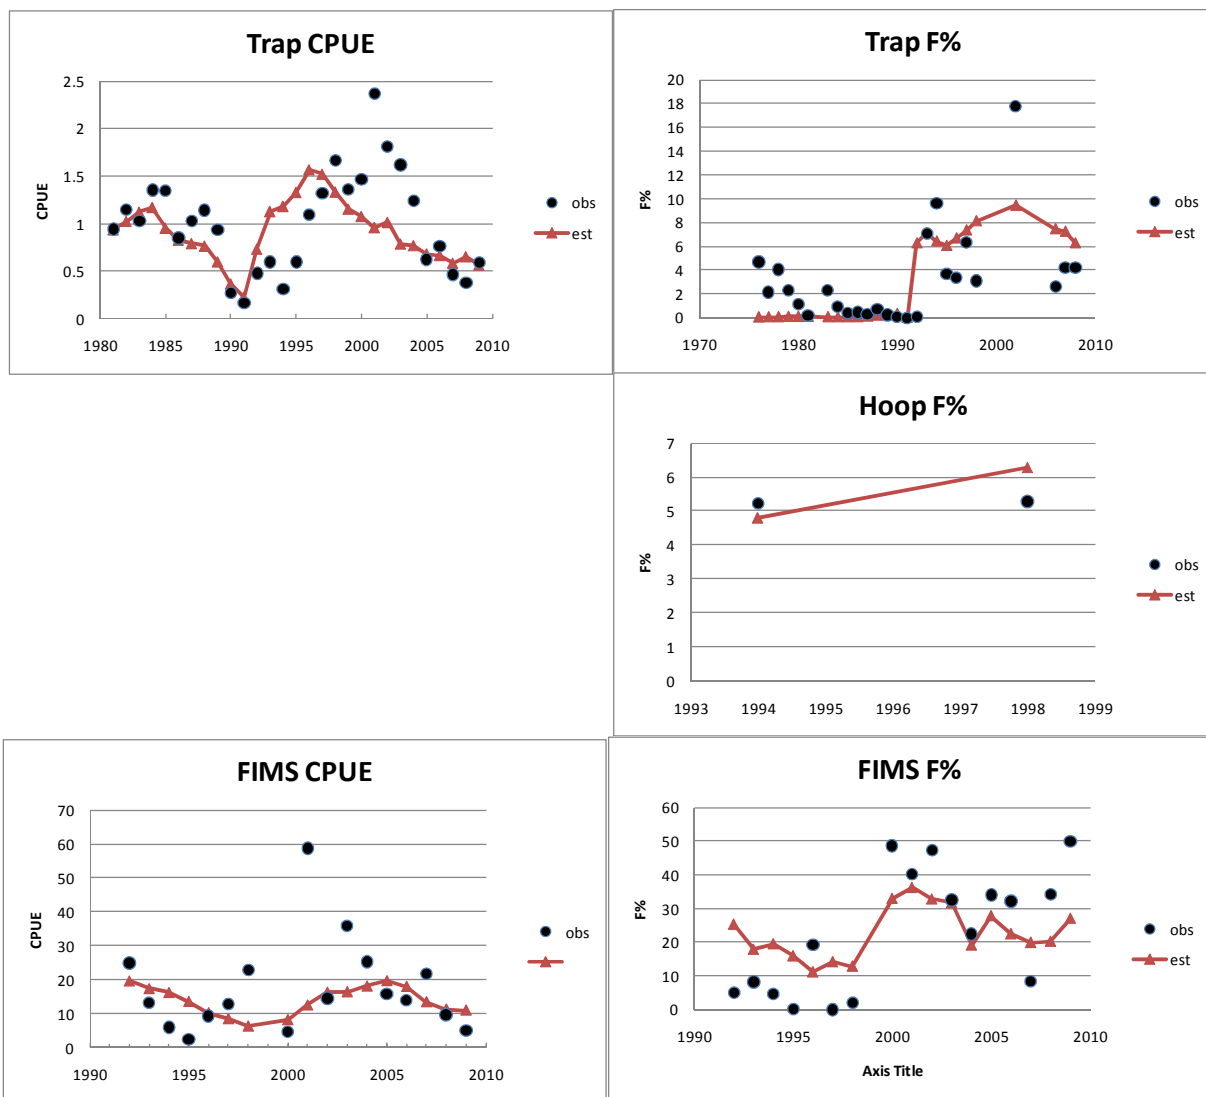 Trap CPUE
2.5
2
1.5
1
0.5
0
CPUE
1980 1985 1990 1995 2000 2005 2010
obs
est
Trap F%
20
18
16
14
12
10
8
6
4
2
0
F%
1970 1980 1990 2000 2010
obs
est
Hoop F%
7
6
5
4
3
2
1
0
F%
1993 1994 1995 1996 1997 1998 1999
obs
est
FIMS CPUE
70
60
50
40
30
20
10
0
CPUE
1990 1995 2000 2005 2010
obs
FIMS F%
60
50
40
30
20
10
0
F%
1990 1995 2000 2005 2010
Axis Title
obs
est